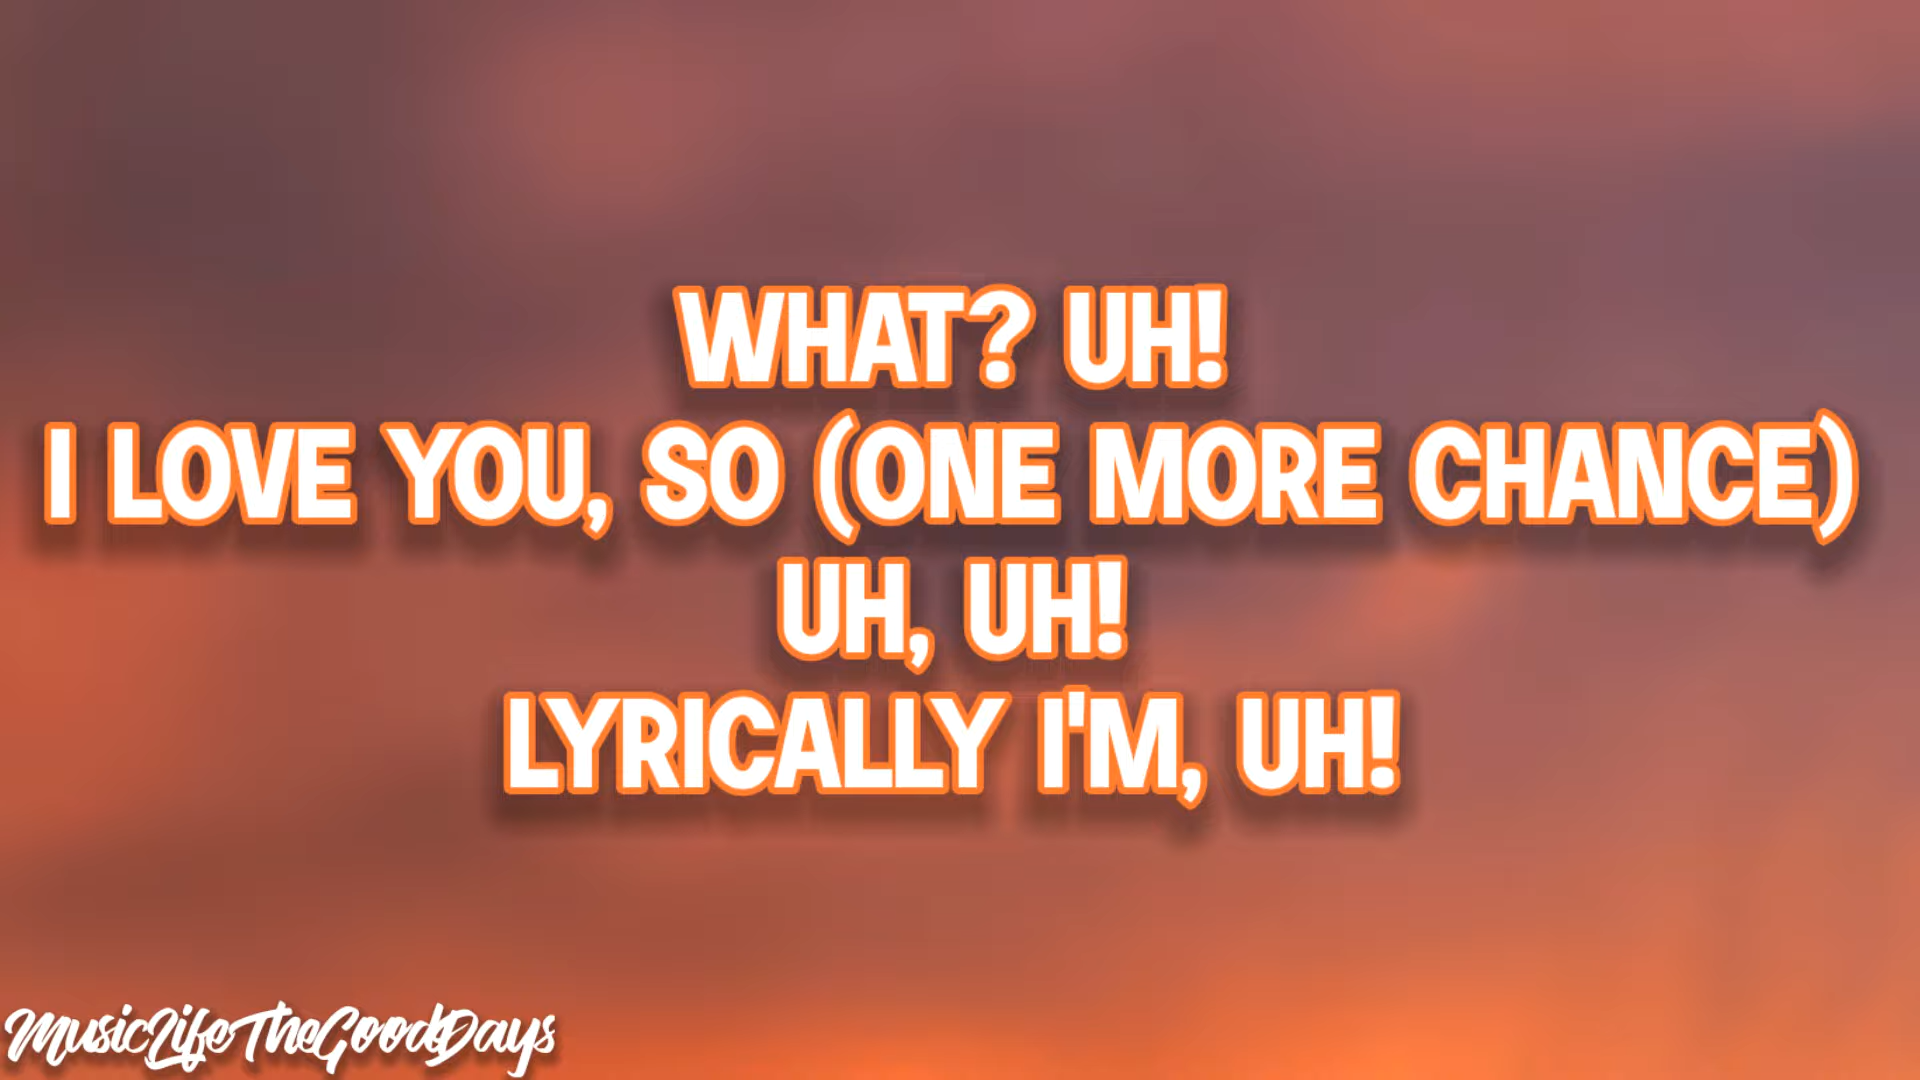 WHAT? UH!
I LOVE YOU, SO (ONE MORE CHANCE)
UH, UH!
LYRICALLY I'M, UH!
MusicLifeTheGoodDays